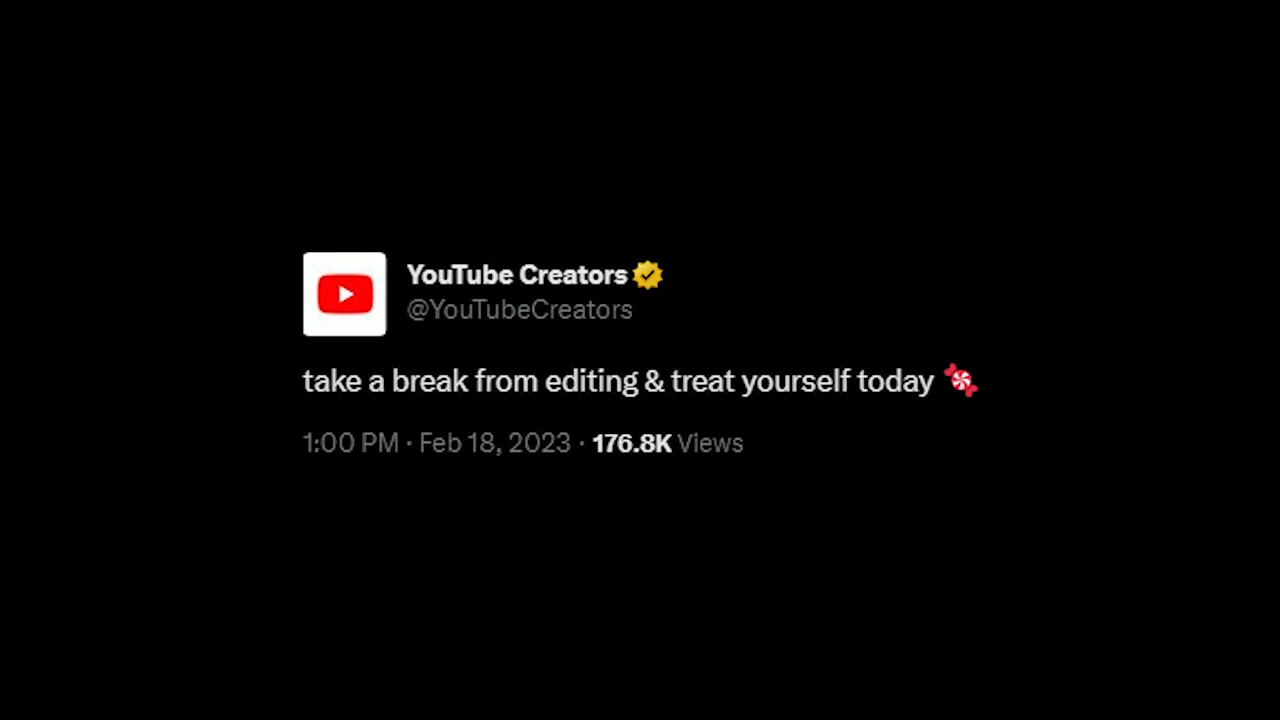 YouTube Creators
@YouTubeCreators
take a break from editing & treat yourself today 🍬
1:00 PM · Feb 18, 2023 · 176.8K Views